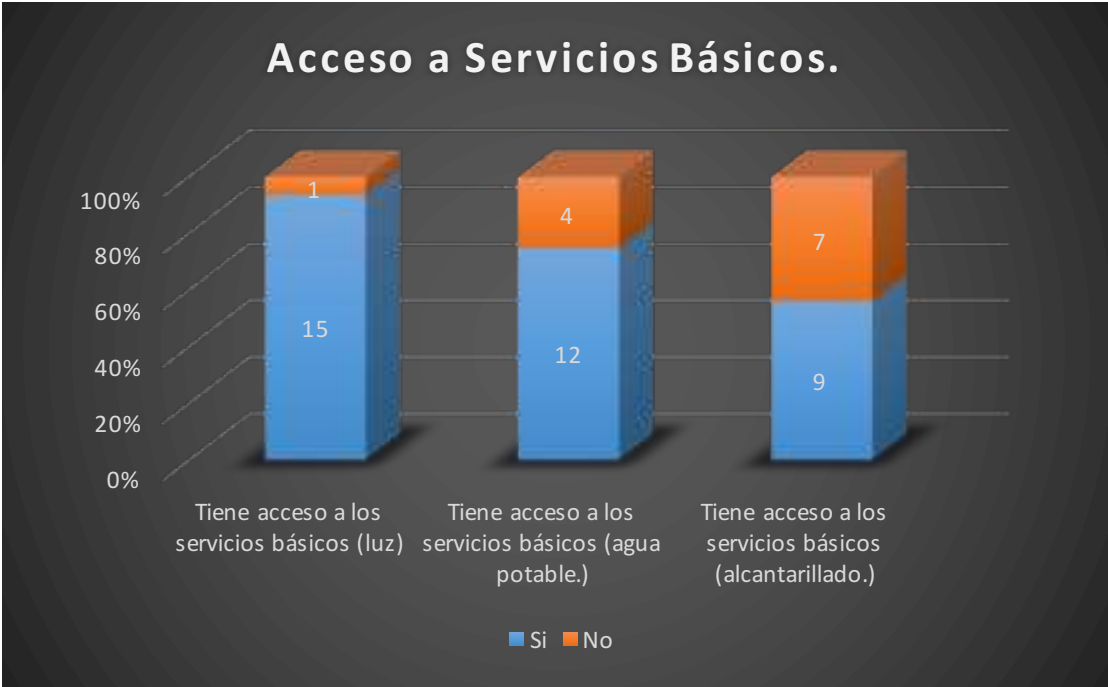 Acceso a Servicios Básicos.
100%
80%
60%
40%
20%
0%
1
15
4
12
7
9
Tiene acceso a los
servicios básicos (luz)
Tiene acceso a los
servicios básicos (agua
potable.)
Tiene acceso a los
servicios básicos
(alcantarillado.)
Si No